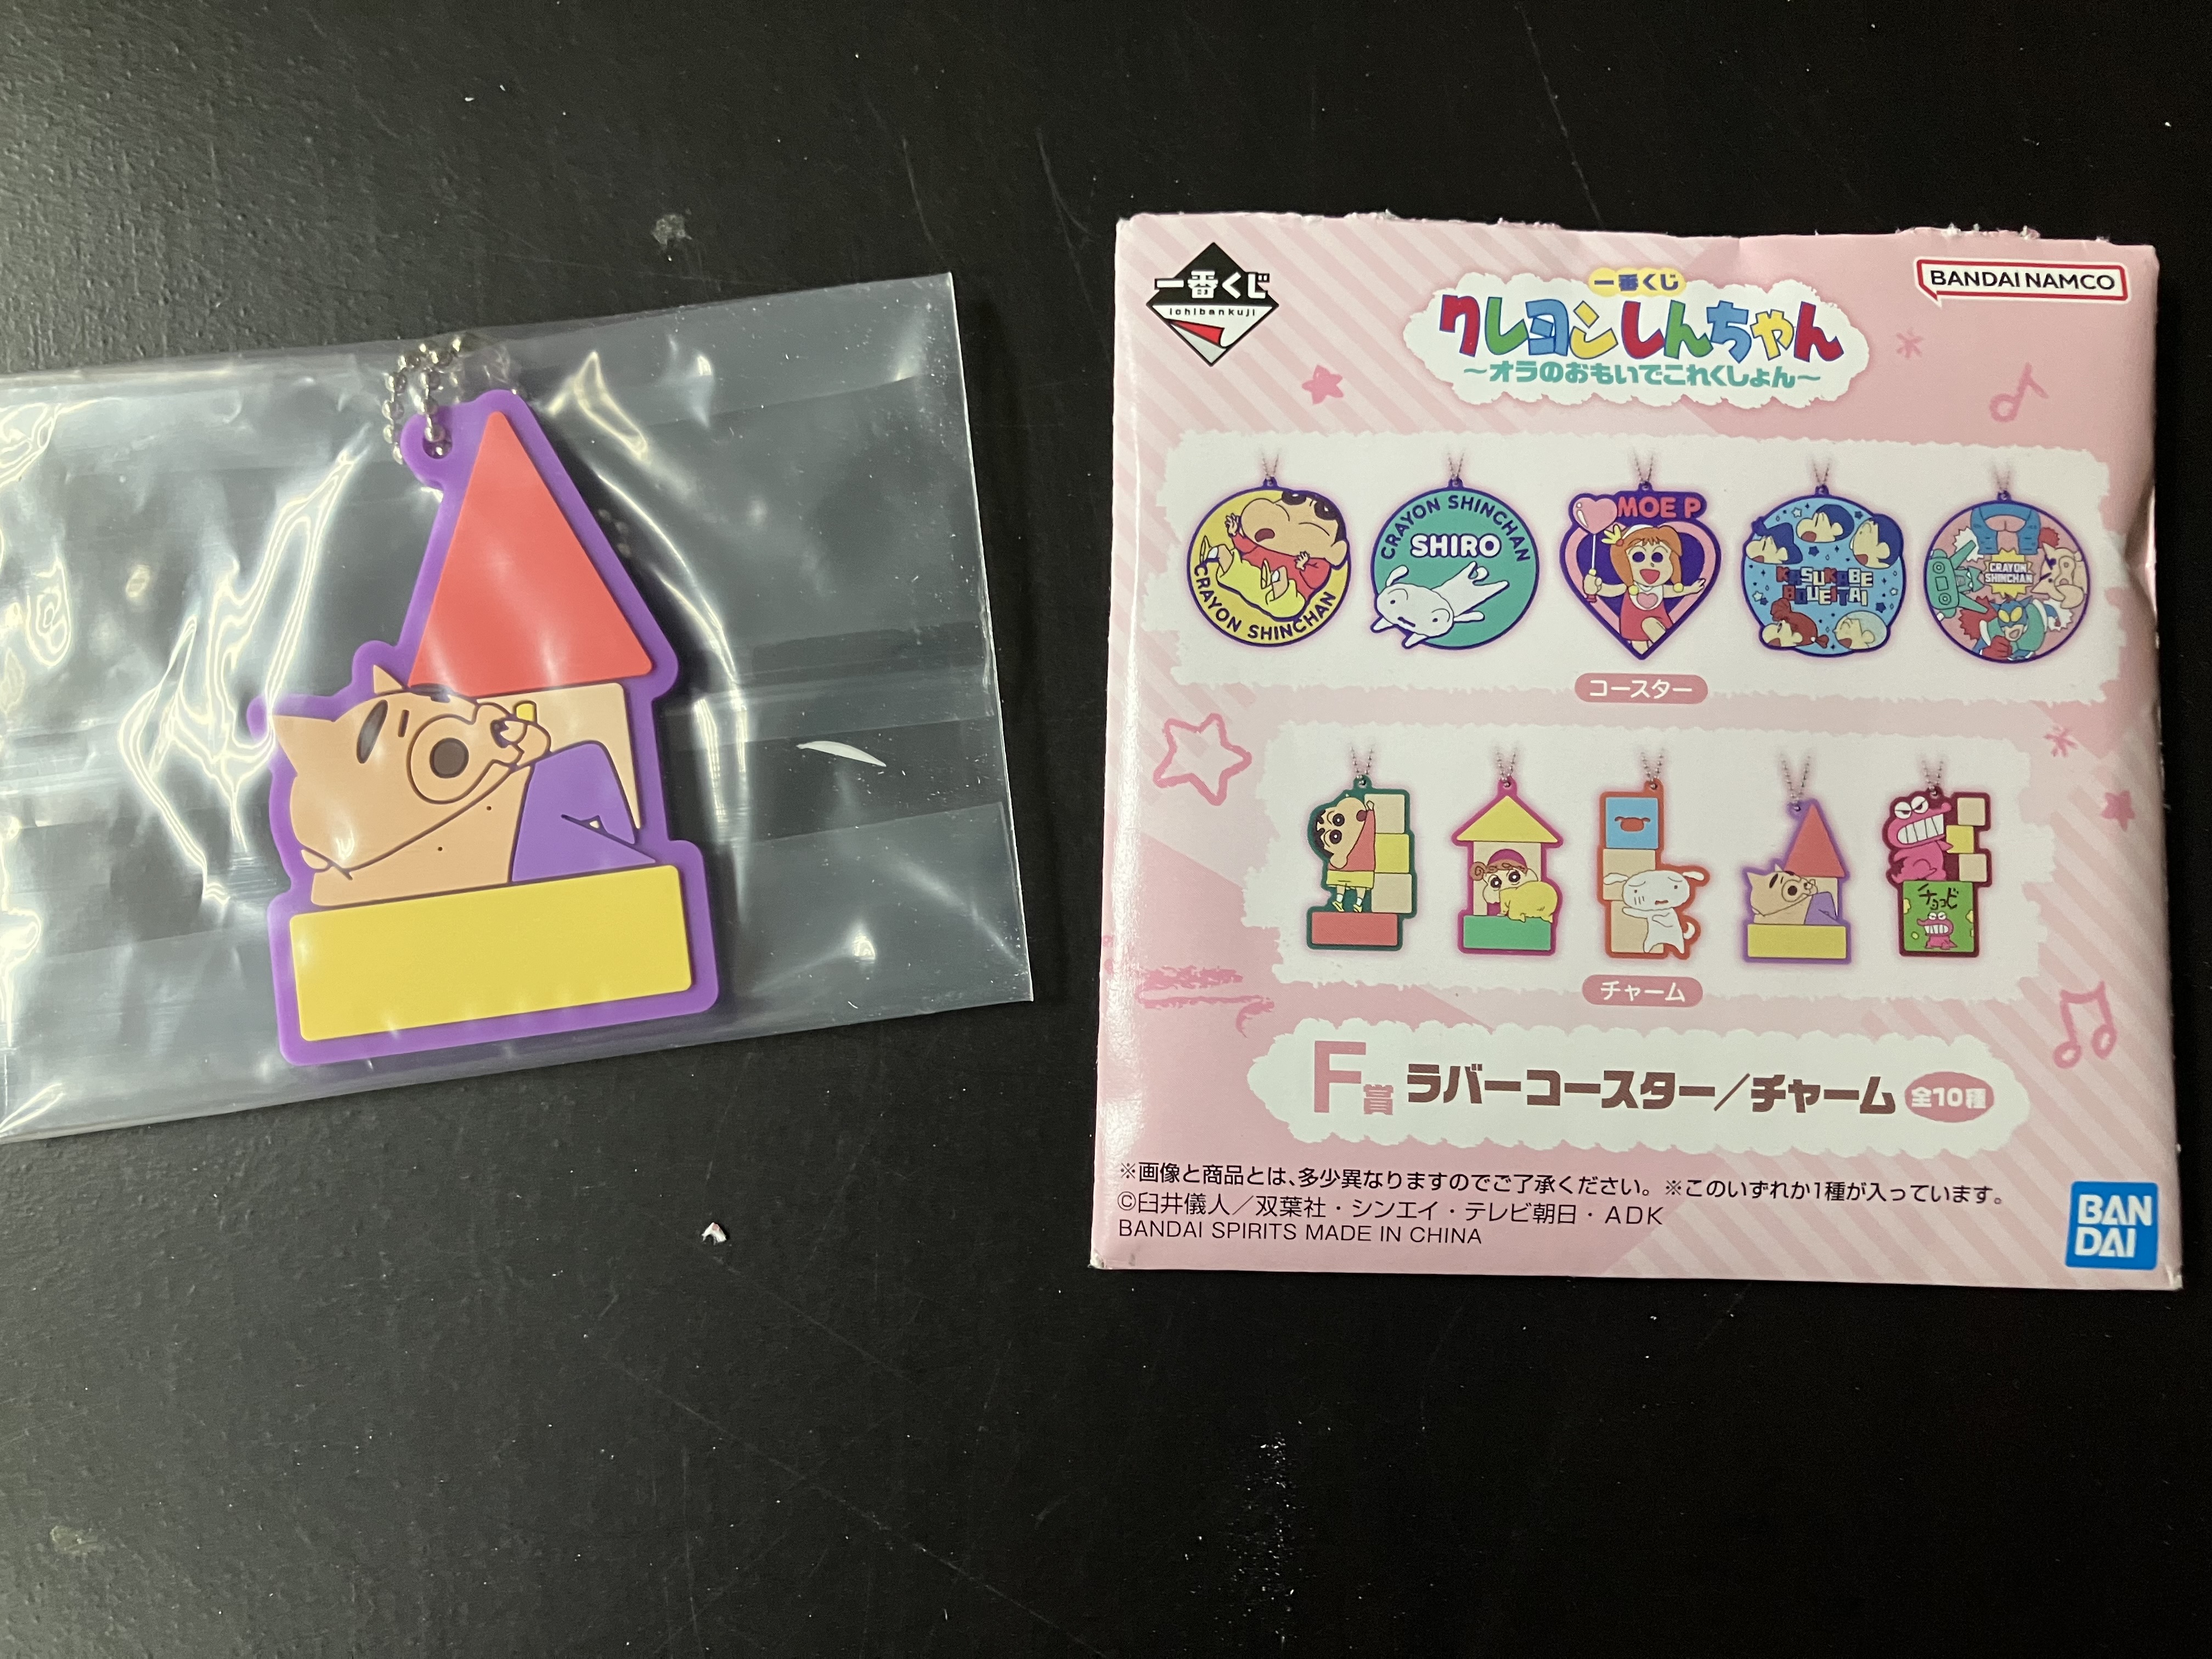 一番くじ
ichibankuji
一番くじ
クレヨンしんちゃん
~オラのおもいでこれくしょん~
BANDAI NAMCO
CRAYON SHINCHAN
CRAYON SHINCHAN
SHIRO
MOE P
KASUKABE
BOUEITAI
CRAYON
SHINCHAN
コースター
チョコビ
チャーム
F賞 ラバーコースター/チャーム 全10種
※画像と商品とは、多少異なりますのでご了承ください。※このいずれか1種が入っています。
©臼井儀人/双葉社・シンエイ・テレビ朝日・ADK
BANDAI SPIRITS MADE IN CHINA
BAN
DAI